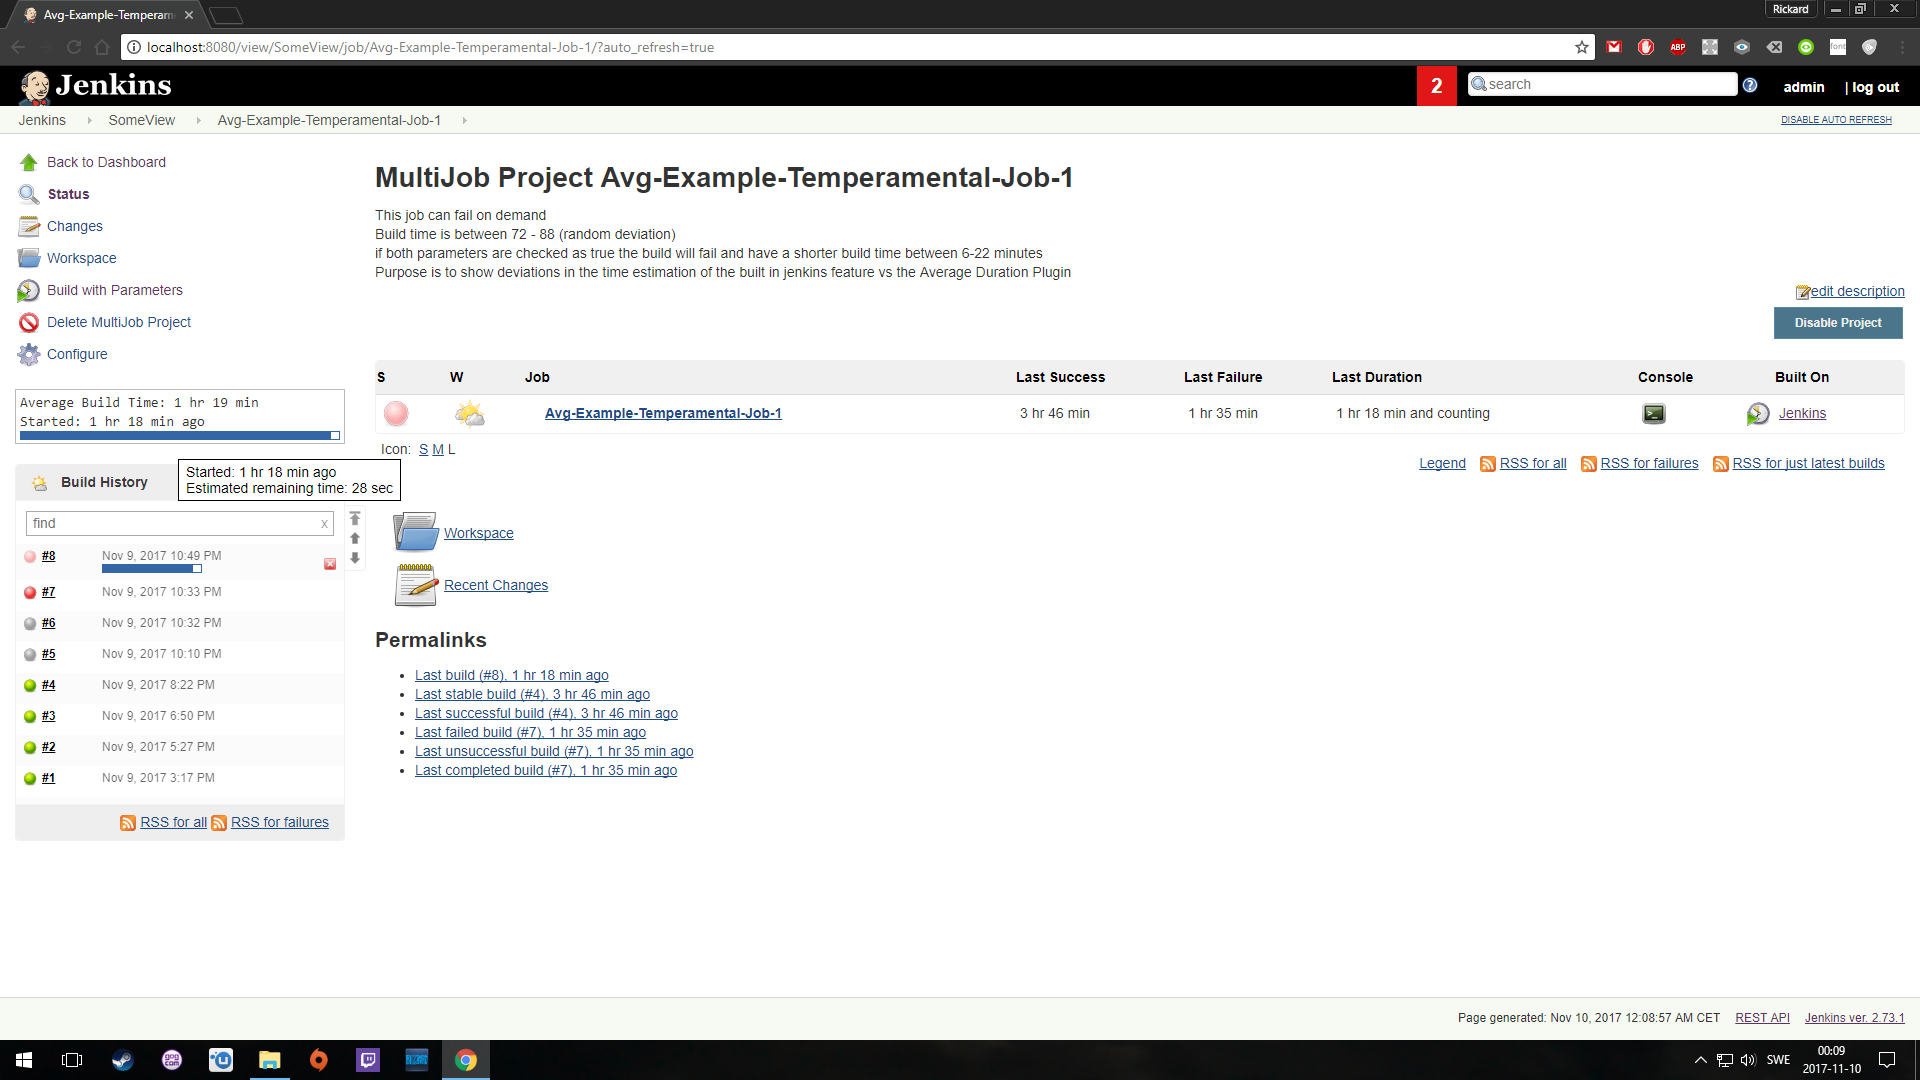 Avg-Example-Temperam
Rickard
localhost:8080/view/SomeView/job/Avg-Example-Temperamental-Job-1/?auto_refresh=true
ABP
font
Jenkins
2
search
admin
| log out
Jenkins
SomeView
Avg-Example-Temperamental-Job-1
DISABLE AUTO REFRESH
Back to Dashboard
Status
Changes
Workspace
Build with Parameters
Delete MultiJob Project
Configure
Average Build Time: 1 hr 19 min
Started: 1 hr 18 min ago
Started: 1 hr 18 min ago
Estimated remaining time: 28 sec
Build History
find
x
#8 Nov 9, 2017 10:49 PM
#7 Nov 9, 2017 10:33 PM
#6 Nov 9, 2017 10:32 PM
#5 Nov 9, 2017 10:10 PM
#4 Nov 9, 2017 8:22 PM
#3 Nov 9, 2017 6:50 PM
#2 Nov 9, 2017 5:27 PM
#1 Nov 9, 2017 3:17 PM
RSS for all RSS for failures
MultiJob Project Avg-Example-Temperamental-Job-1
This job can fail on demand
Build time is between 72 - 88 (random deviation)
if both parameters are checked as true the build will fail and have a shorter build time between 6-22 minutes
Purpose is to show deviations in the time estimation of the built in jenkins feature vs the Average Duration Plugin
edit description
Disable Project
S W Job Last Success Last Failure Last Duration Console Built On
Avg-Example-Temperamental-Job-1 3 hr 46 min 1 hr 35 min 1 hr 18 min and counting Jenkins
Icon: S M L
Legend RSS for all RSS for failures RSS for just latest builds
Workspace
Recent Changes
Permalinks
Last build (#8), 1 hr 18 min ago
Last stable build (#4), 3 hr 46 min ago
Last successful build (#4), 3 hr 46 min ago
Last failed build (#7), 1 hr 35 min ago
Last unsuccessful build (#7), 1 hr 35 min ago
Last completed build (#7), 1 hr 35 min ago
Page generated: Nov 10, 2017 12:08:57 AM CET REST API Jenkins ver. 2.73.1
gog
com
SWE
00:09
2017-11-10